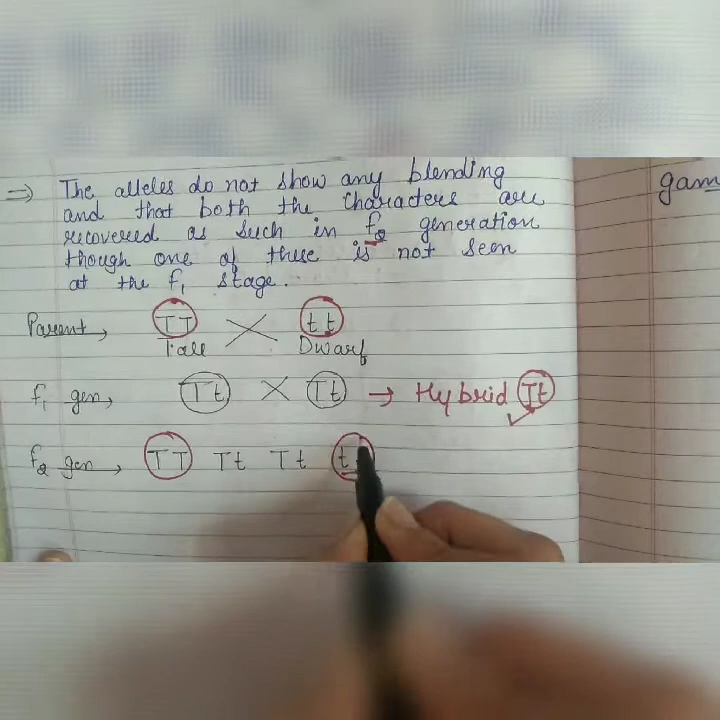 ⇒ The alleles do not show any blending
and that both the characters are
recovered as such in f2 generation
though one of these is not seen
at the f1 stage.
Parent → TT × tt
Tall Dwarf
f1 gen → Tt × Tt → Hybrid Tt ✓
f2 gen → TT Tt Tt t
gam